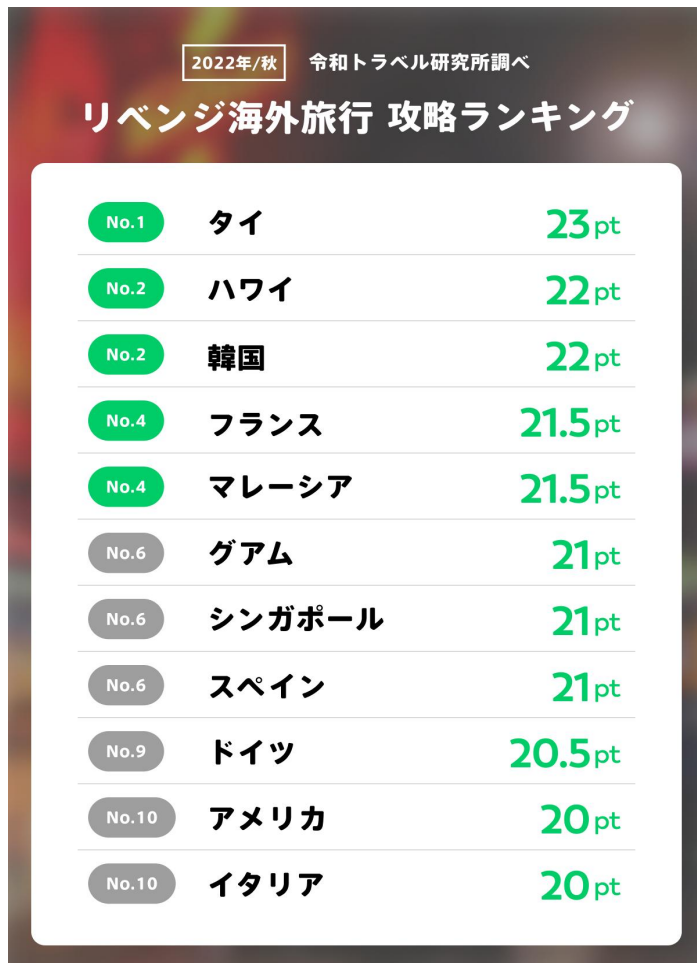 2022年/秋 令和トラベル研究所調べ
リベンジ海外旅行 攻略ランキング
No.1 タイ 23pt
No.2 ハワイ 22pt
No.2 韓国 22pt
No.4 フランス 21.5pt
No.4 マレーシア 21.5pt
No.6 グアム 21pt
No.6 シンガポール 21pt
No.6 スペイン 21pt
No.9 ドイツ 20.5pt
No.10 アメリカ 20pt
No.10 イタリア 20pt